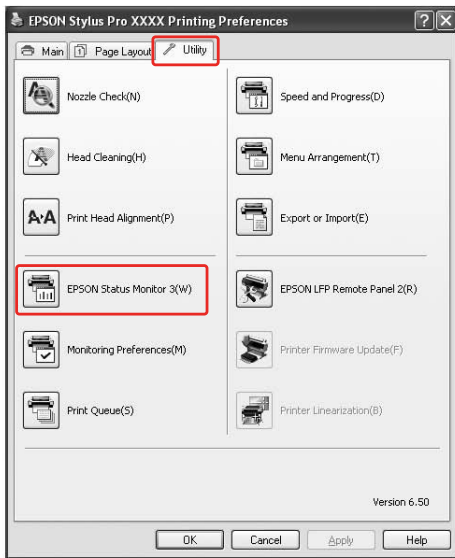 EPSON Stylus Pro XXXX Printing Preferences
Main Page Layout Utility
Nozzle Check(N)
Speed and Progress(D)
Head Cleaning(H)
Menu Arrangement(T)
A·A Print Head Alignment(P)
Export or Import(E)
EPSON Status Monitor 3(W)
EPSON LFP Remote Panel 2(R)
Monitoring Preferences(M)
Printer Firmware Update(F)
Print Queue(S)
Printer Linearization(B)
Version 6.50
OK Cancel Apply Help